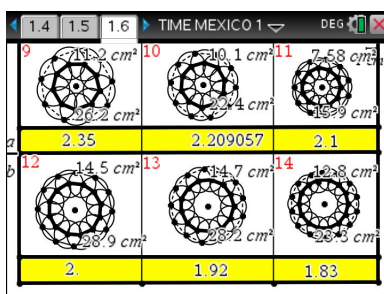 1.4 1.5 1.6 TIME MEXICO 1 DEG
9 11.2 cm² 10 10.1 cm² 11 7.58 cm²
26.2 cm² 22.4 cm² 15.9 cm²
a 2.35 2.209057 2.1
b 12 14.5 cm² 13 14.7 cm² 14 12.8 cm²
28.9 cm² 28.2 cm² 23.3 cm²
2. 1.92 1.83